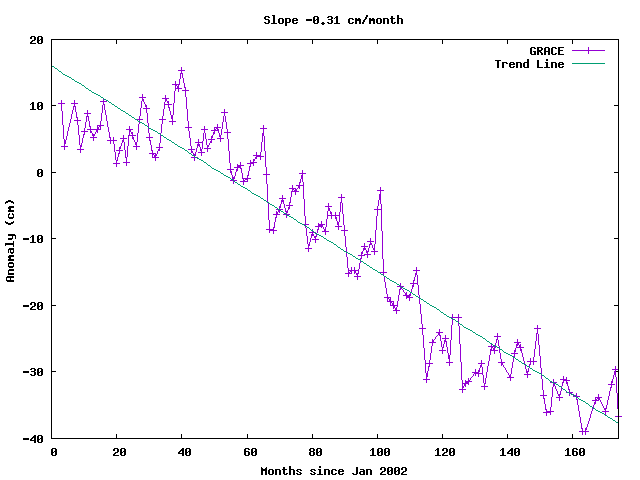 Slope -0.31 cm/month
GRACE
Trend Line
20
10
0
-10
-20
-30
-40
Anomaly (cm)
0 20 40 60 80 100 120 140 160
Months since Jan 2002